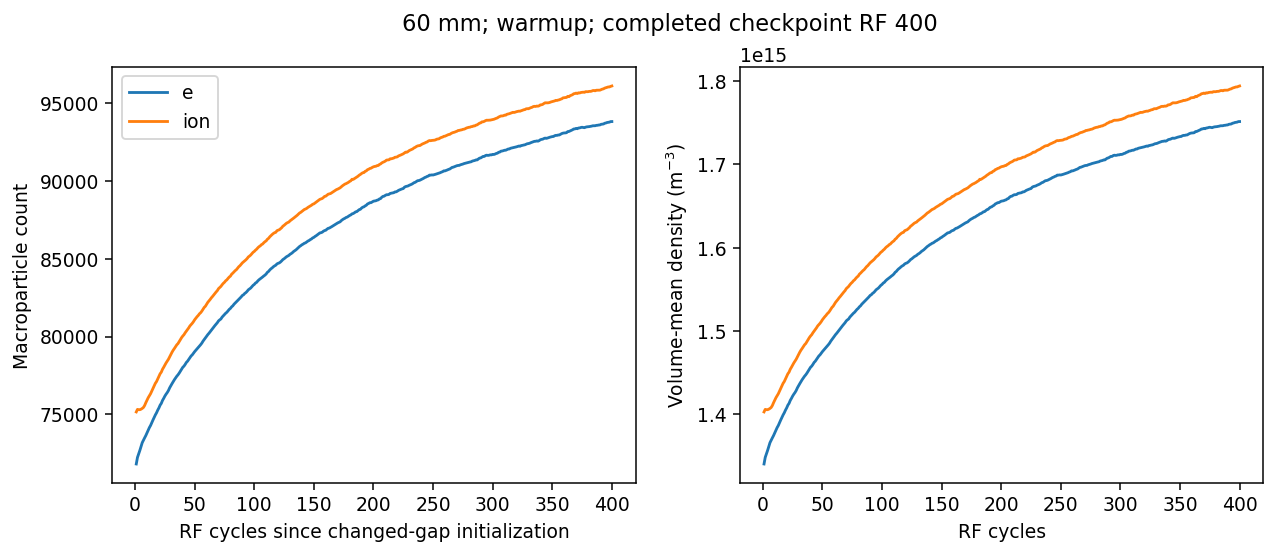 60 mm; warmup; completed checkpoint RF 400
Macroparticle count
95000
90000
85000
80000
75000
e
ion
0 50 100 150 200 250 300 350 400
RF cycles since changed-gap initialization
1e15
Volume-mean density (m⁻³)
1.8
1.7
1.6
1.5
1.4
0 50 100 150 200 250 300 350 400
RF cycles